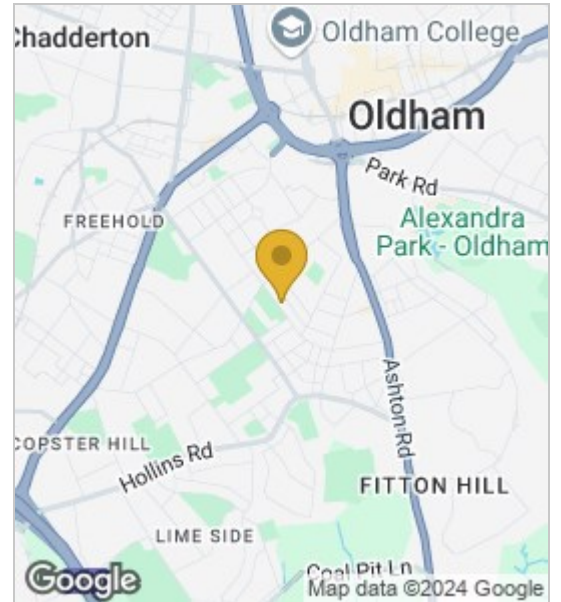 Chadderton
Oldham College
Oldham
Park Rd
FREEHOLD
Alexandra
Park - Oldham
Ashton Rd
COPSTER HILL
Hollins Rd
FITTON HILL
LIME SIDE
Coal Pit Ln
Google
Map data ©2024 Google